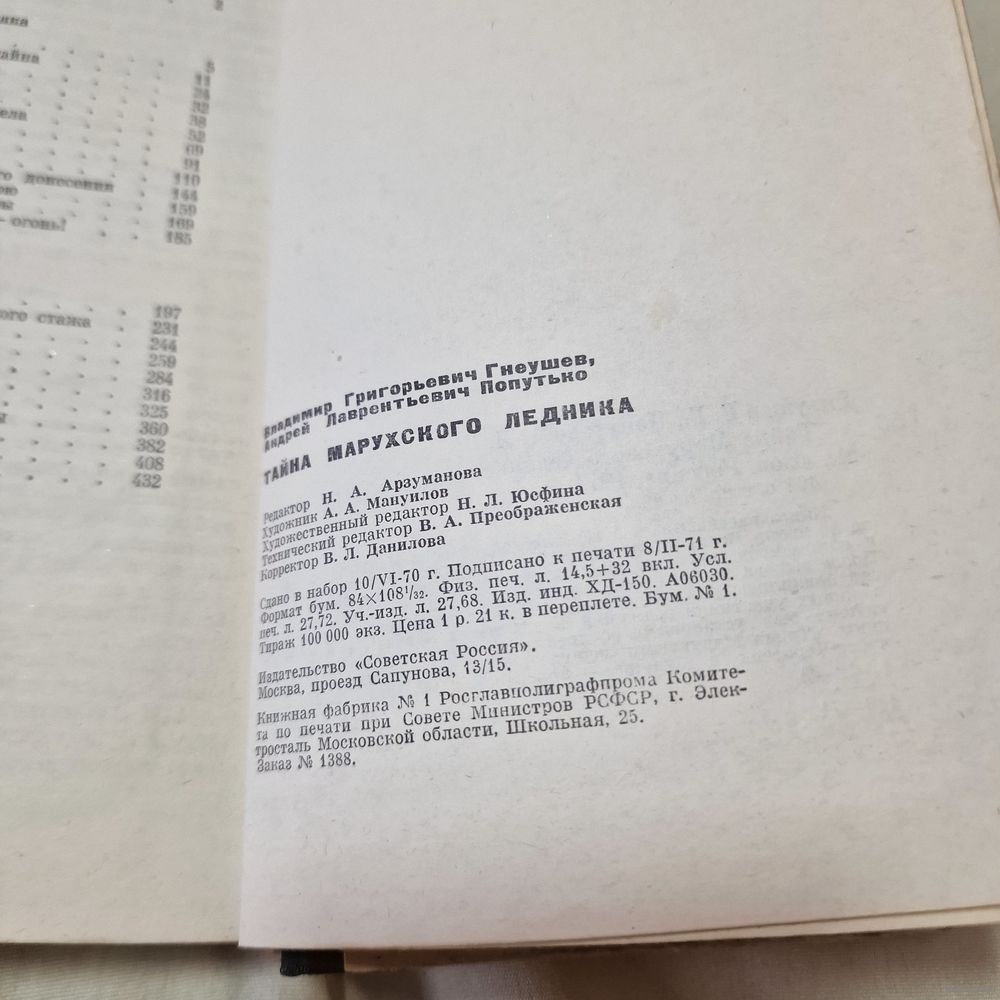 5
11
24
32
38
52
69
91
донесения 110
144
159
огонь! 169
185
197
стажа 231
244
259
284
316
325
360
382
408
432
Владимир Григорьевич Гнеушев,
Андрей Лаврентьевич Попутько
ТАЙНА МАРУХСКОГО ЛЕДНИКА
Редактор Н. А. Арзуманова
Художник А. А. Мануилов
Художественный редактор Н. Л. Юсфина
Технический редактор В. А. Преображенская
Корректор В. Л. Данилова
Сдано в набор 10/VI-70 г. Подписано к печати 8/II-71 г.
Формат бум. 84×108¹/₃₂. Физ. печ. л. 14,5+32 вкл. Усл.
печ. л. 27,72. Уч.-изд. л. 27,68. Изд. инд. ХД-150. А06030.
Тираж 100 000 экз. Цена 1 р. 21 к. в переплете. Бум. № 1.
Издательство «Советская Россия».
Москва, проезд Сапунова, 13/15.
Книжная фабрика № 1 Росглавполиграфпрома Комите-
та по печати при Совете Министров РСФСР, г. Элек-
тросталь Московской области, Школьная, 25.
Заказ № 1388.